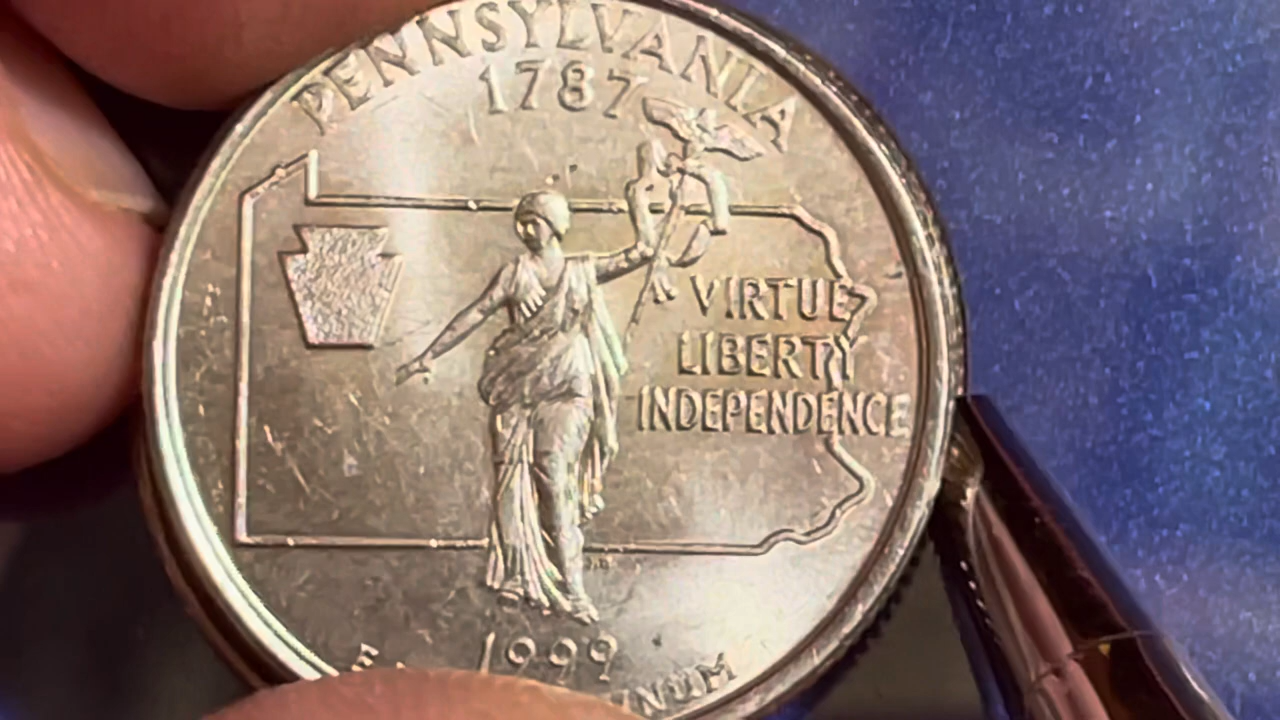 PENNSYLVANIA
1787
VIRTUE
LIBERTY
INDEPENDENCE
1999